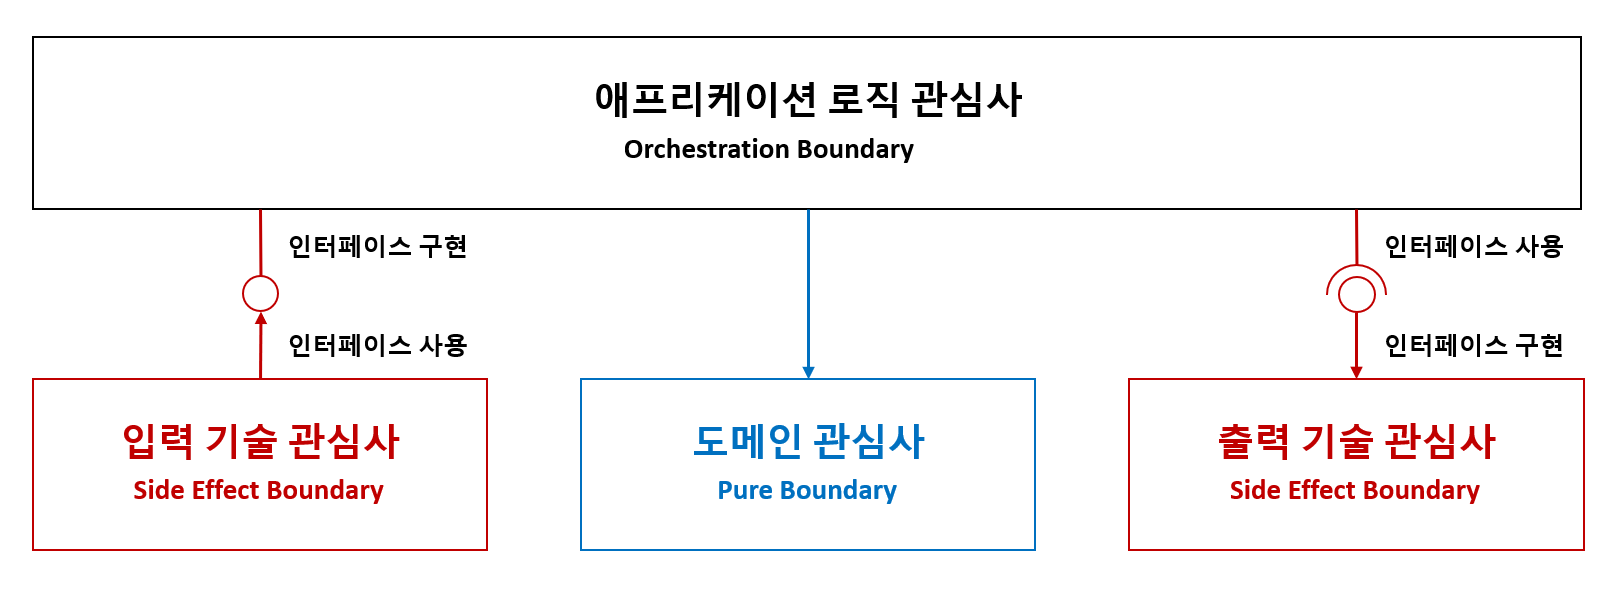 애프리케이션 로직 관심사
Orchestration Boundary
인터페이스 구현
인터페이스 사용
인터페이스 사용
인터페이스 구현
입력 기술 관심사
Side Effect Boundary
도메인 관심사
Pure Boundary
출력 기술 관심사
Side Effect Boundary